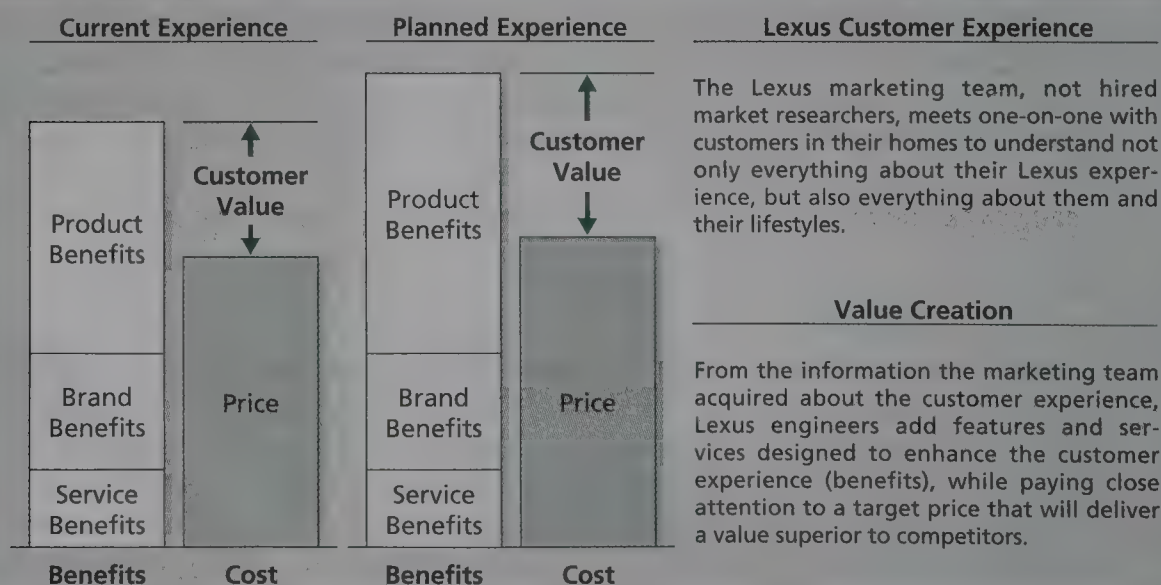 Current Experience
Planned Experience
Lexus Customer Experience
Customer
Value
Product
Benefits
Brand
Benefits
Service
Benefits
Price
Benefits
Cost
Customer
Value
Product
Benefits
Brand
Benefits
Service
Benefits
Price
Benefits
Cost
The Lexus marketing team, not hired
market researchers, meets one-on-one with
customers in their homes to understand not
only everything about their Lexus exper-
ience, but also everything about them and
their lifestyles.
Value Creation
From the information the marketing team
acquired about the customer experience,
Lexus engineers add features and ser-
vices designed to enhance the customer
experience (benefits), while paying close
attention to a target price that will deliver
a value superior to competitors.